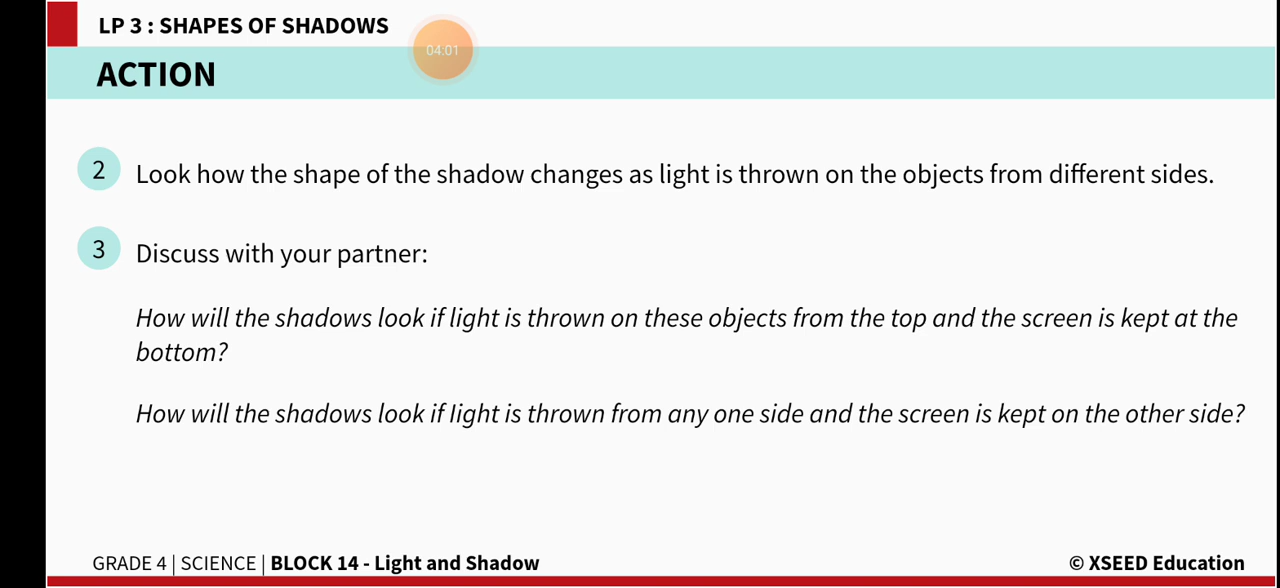 LP 3 : SHAPES OF SHADOWS
04:01
ACTION
2 Look how the shape of the shadow changes as light is thrown on the objects from different sides.
3 Discuss with your partner:
How will the shadows look if light is thrown on these objects from the top and the screen is kept at the
bottom?
How will the shadows look if light is thrown from any one side and the screen is kept on the other side?
GRADE 4 | SCIENCE | BLOCK 14 - Light and Shadow
© XSEED Education